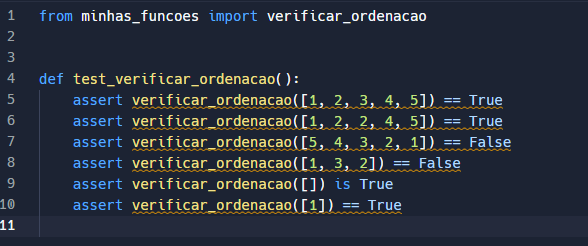 1 from minhas_funcoes import verificar_ordenacao
2
3
4 def test_verificar_ordenacao():
5     assert verificar_ordenacao([1, 2, 3, 4, 5]) == True
6     assert verificar_ordenacao([1, 2, 2, 4, 5]) == True
7     assert verificar_ordenacao([5, 4, 3, 2, 1]) == False
8     assert verificar_ordenacao([1, 3, 2]) == False
9     assert verificar_ordenacao([]) is True
10     assert verificar_ordenacao([1]) == True
11